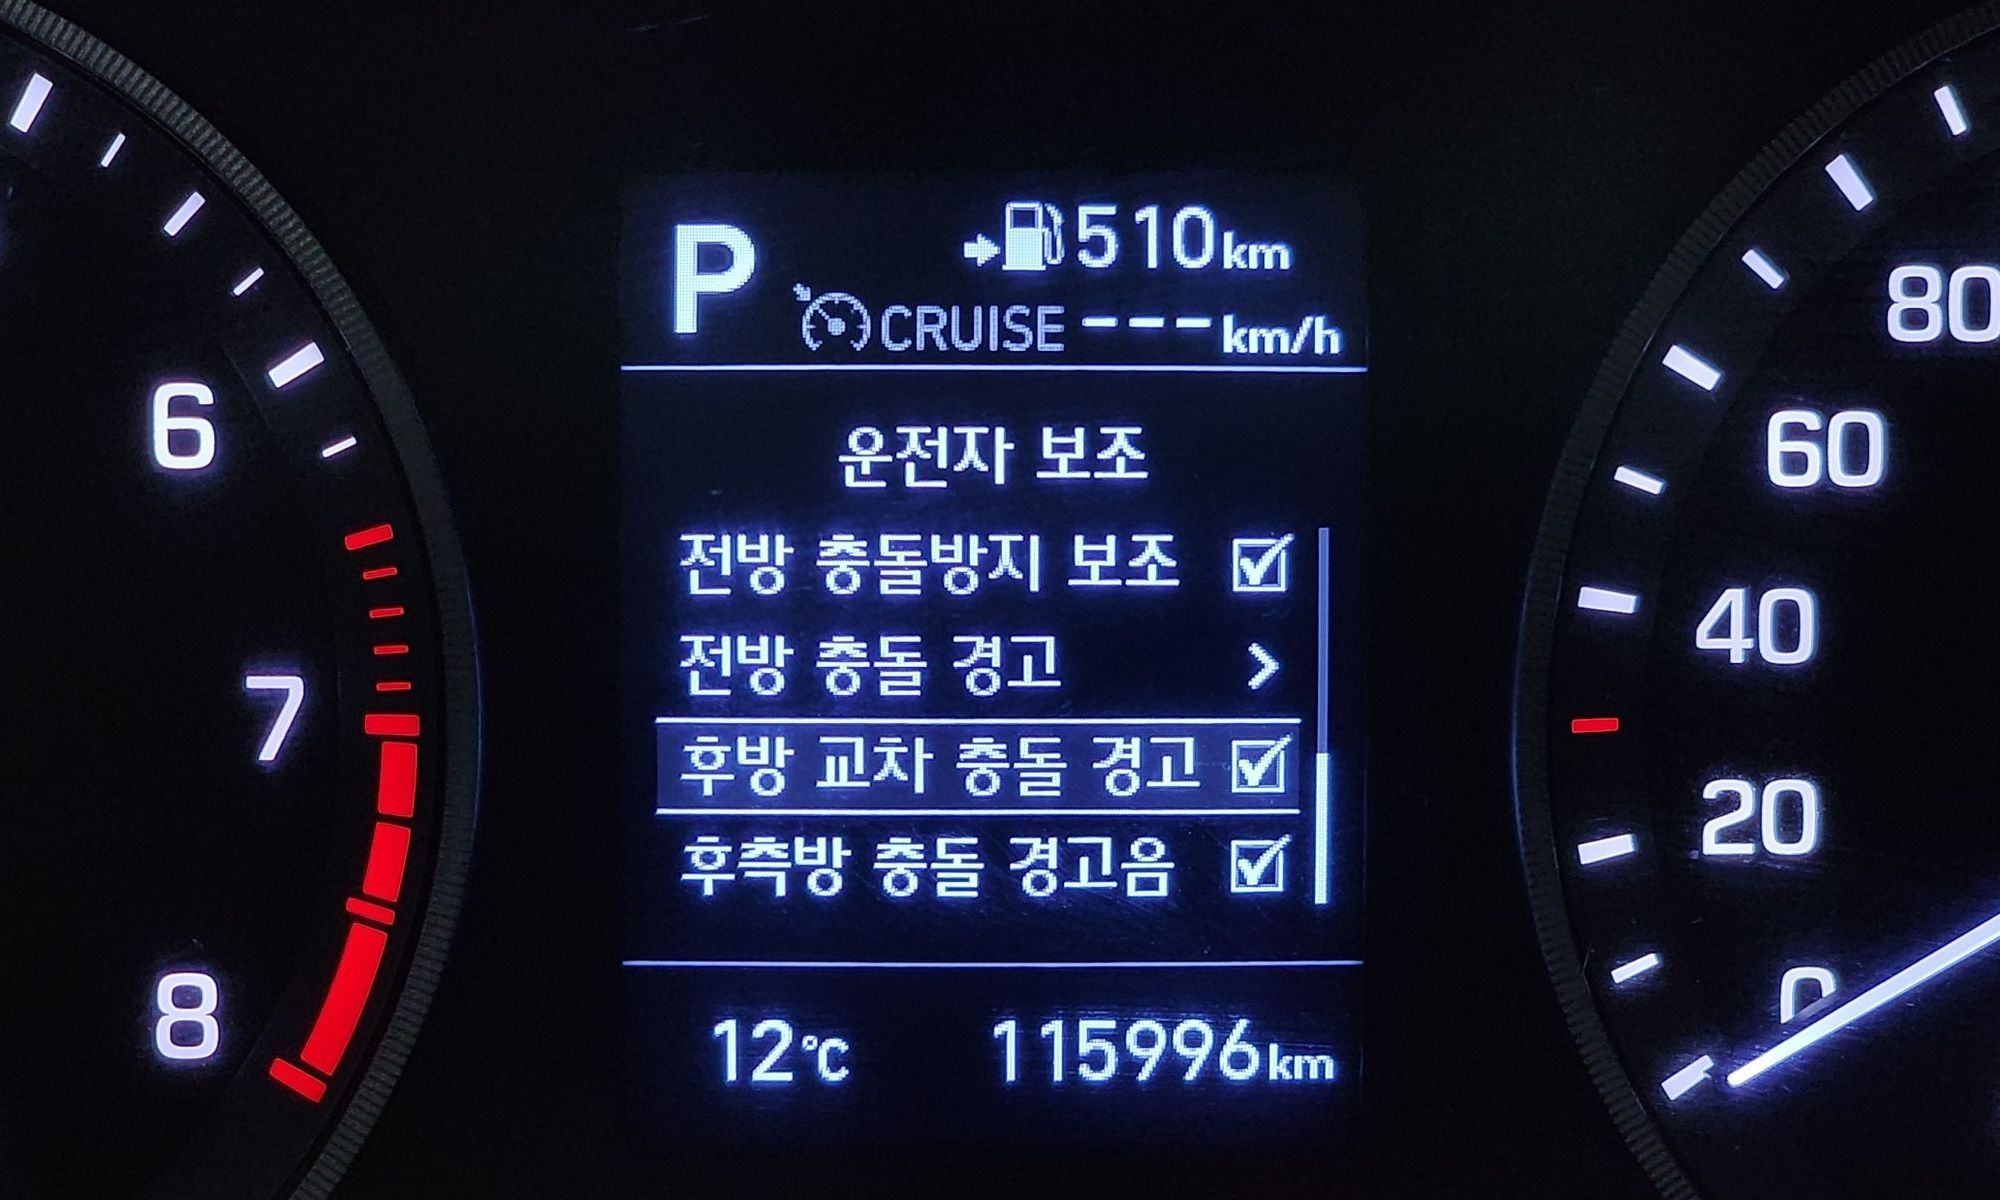 P
510km
CRUISE ---km/h
운전자 보조
전방 충돌방지 보조
전방 충돌 경고
후방 교차 충돌 경고
후측방 충돌 경고음
12°C 115996km
6
7
8
80
60
40
20
0